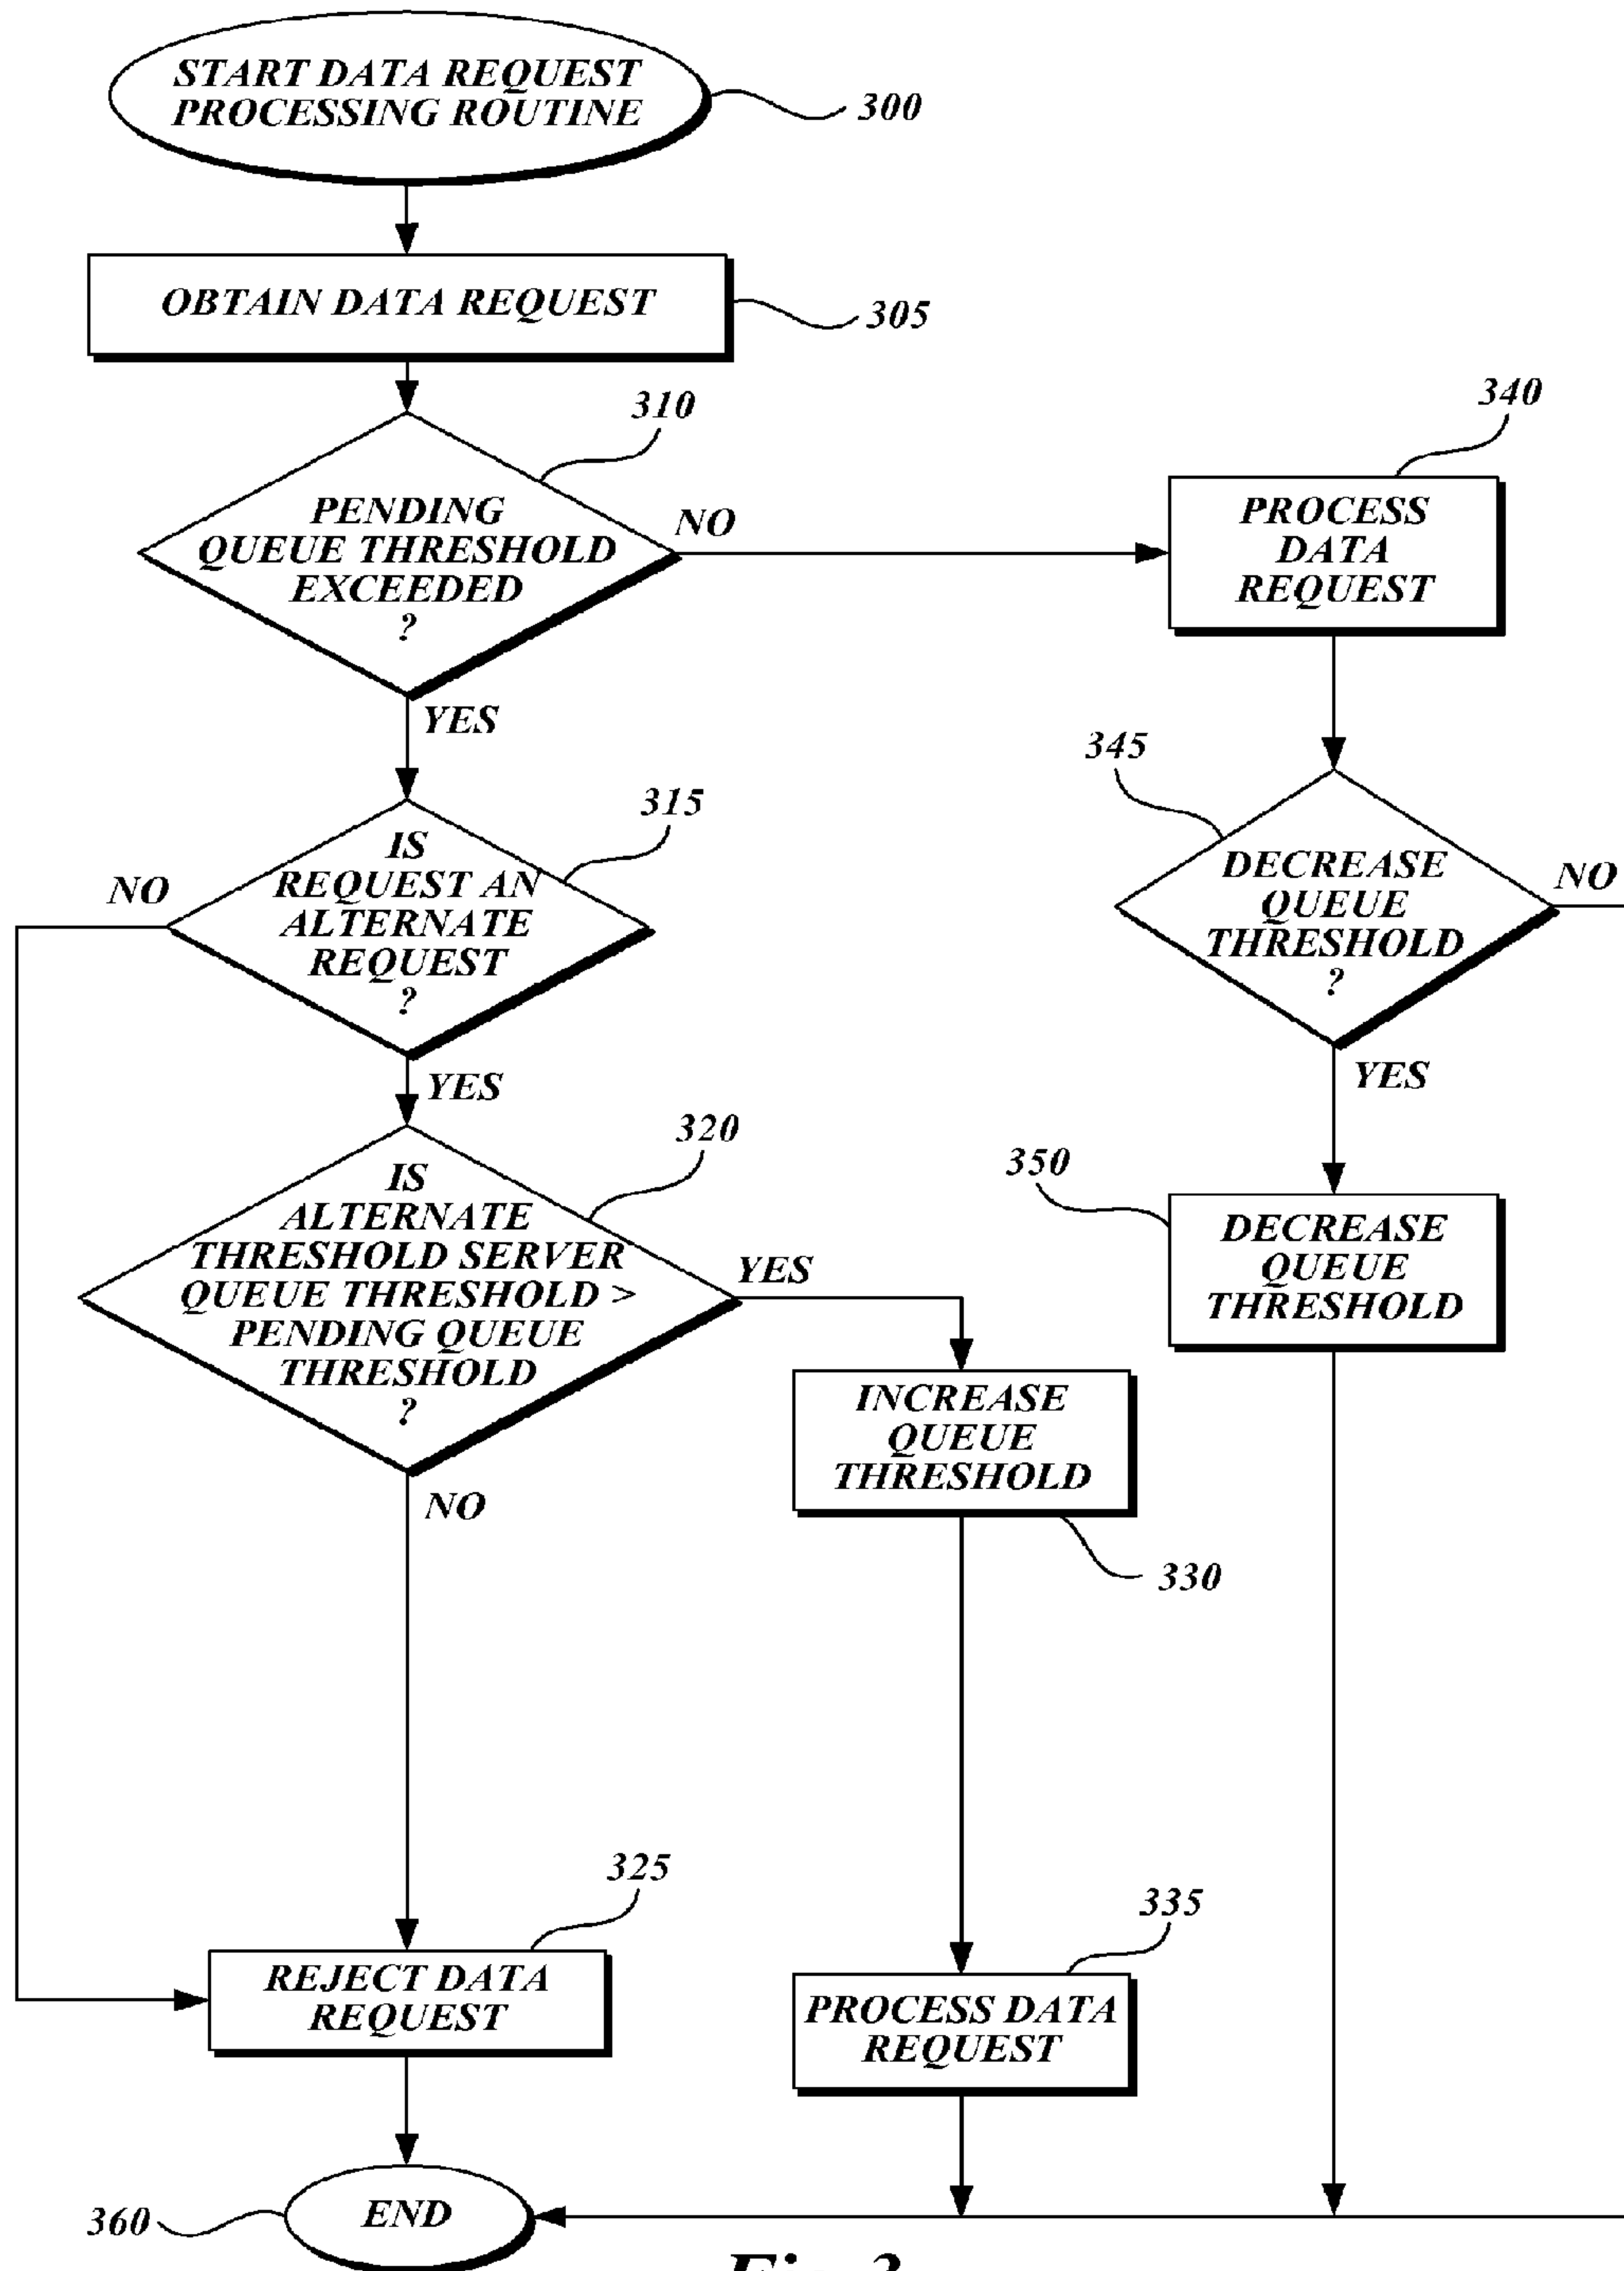 START DATA REQUEST
PROCESSING ROUTINE
300
OBTAIN DATA REQUEST
305
310
PENDING
QUEUE THRESHOLD
EXCEEDED
?
NO
YES
340
PROCESS
DATA
REQUEST
315
IS
REQUEST AN
ALTERNATE
REQUEST
?
NO
YES
345
DECREASE
QUEUE
THRESHOLD
?
NO
YES
320
IS
ALTERNATE
THRESHOLD SERVER
QUEUE THRESHOLD >
PENDING QUEUE
THRESHOLD
?
YES
NO
350
DECREASE
QUEUE
THRESHOLD
INCREASE
QUEUE
THRESHOLD
330
325
REJECT DATA
REQUEST
335
PROCESS DATA
REQUEST
360
END
Fig.3.